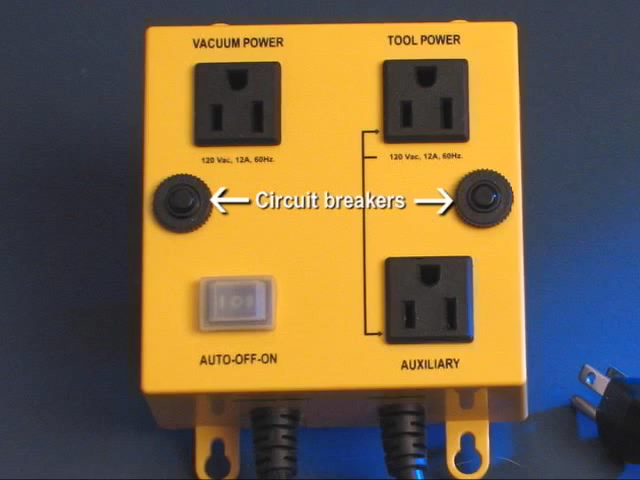 VACUUM POWER
TOOL POWER
120 Vac, 12A, 60Hz.
120 Vac, 12A, 60Hz.
Circuit breakers
AUTO-OFF-ON
AUXILIARY